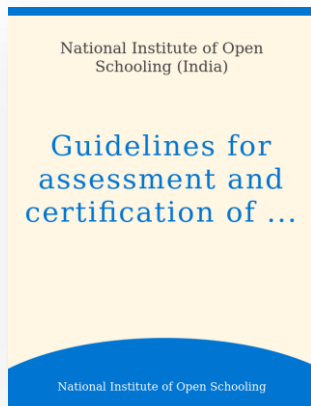 National Institute of Open
Schooling (India)
Guidelines for
assessment and
certification of ...
National Institute of Open Schooling